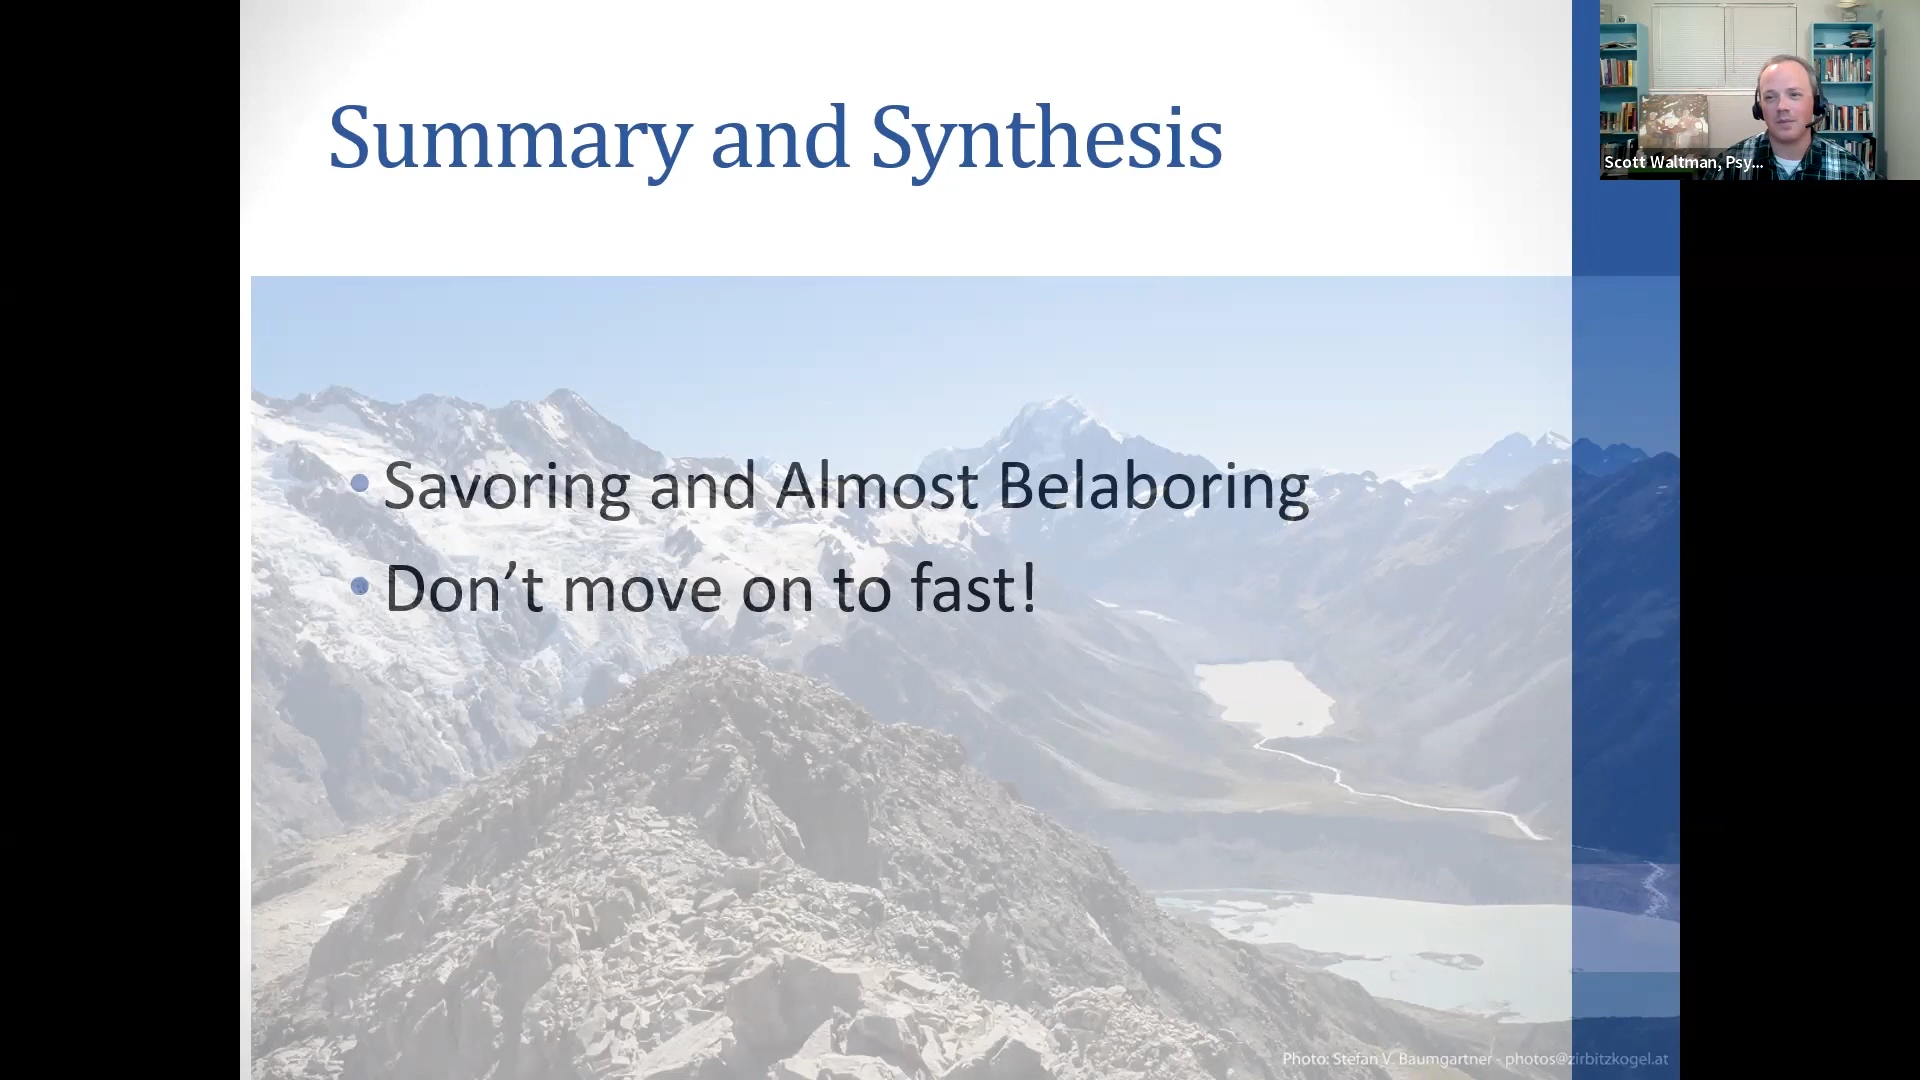 Summary and Synthesis
Scott Waltman, Psy...
• Savoring and Almost Belaboring
• Don’t move on to fast!
Photo: Stefan V. Baumgartner - photos@zirbitzkogel.at